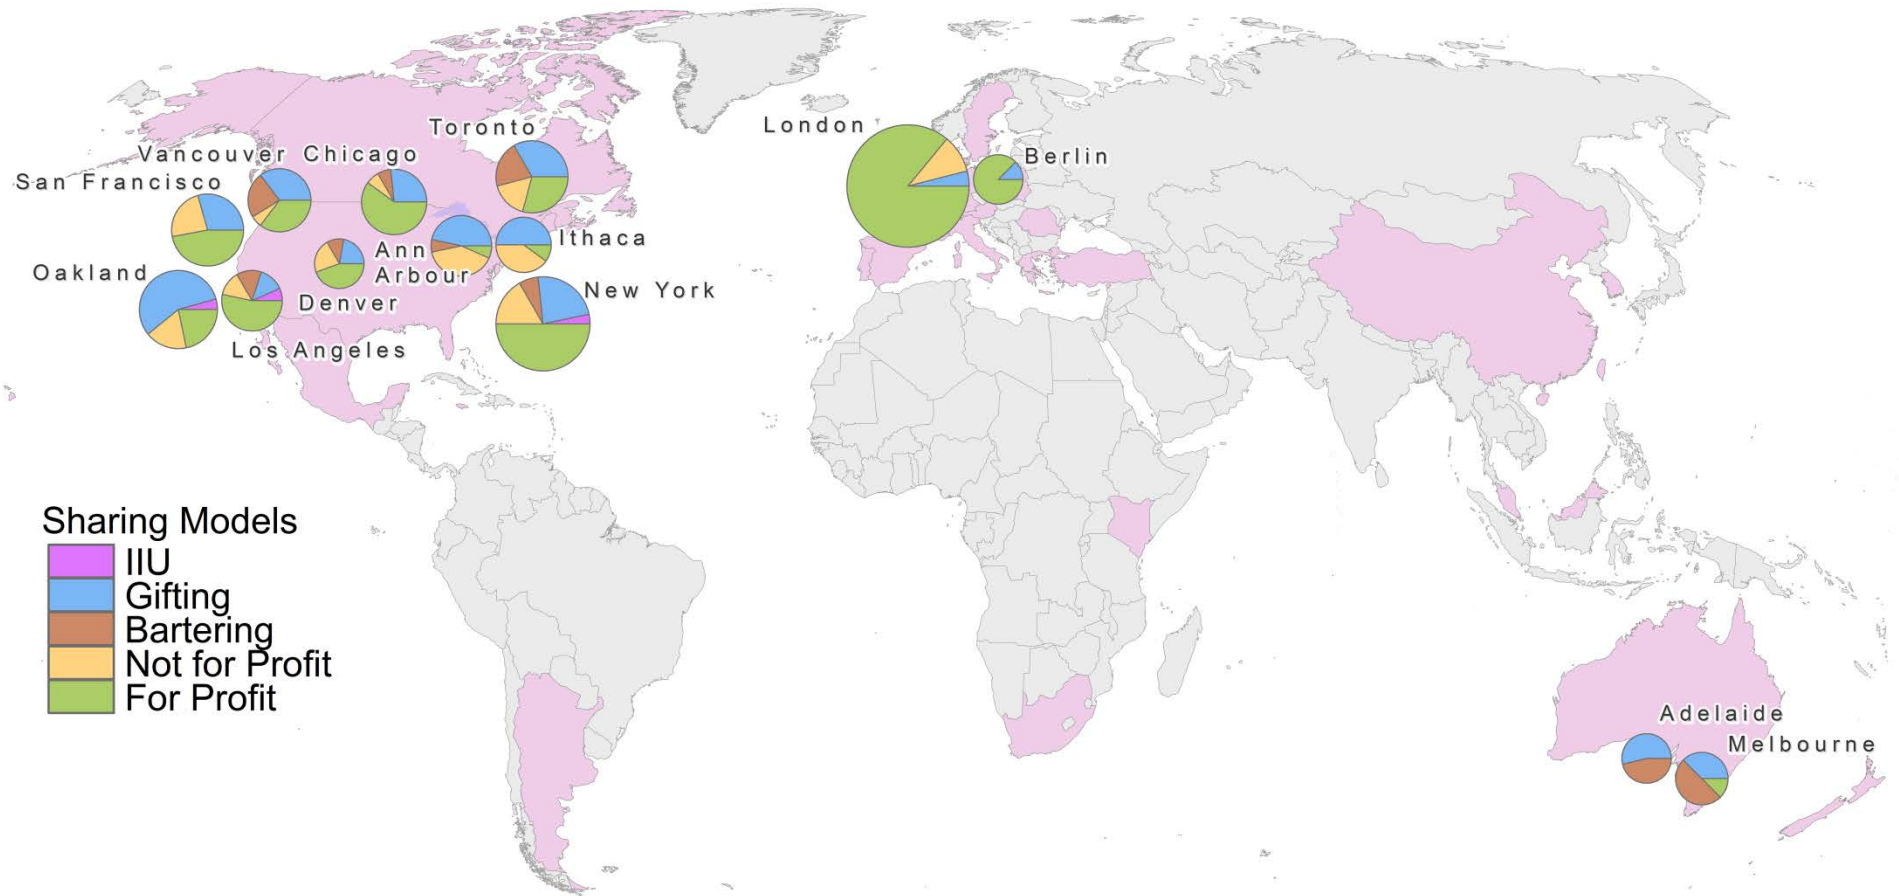 Toronto
London
Vancouver Chicago
Berlin
San Francisco
Ithaca
Ann
Arbour
Oakland
New York
Denver
Los Angeles
Sharing Models
IIU
Gifting
Bartering
Not for Profit
For Profit
Adelaide
Melbourne